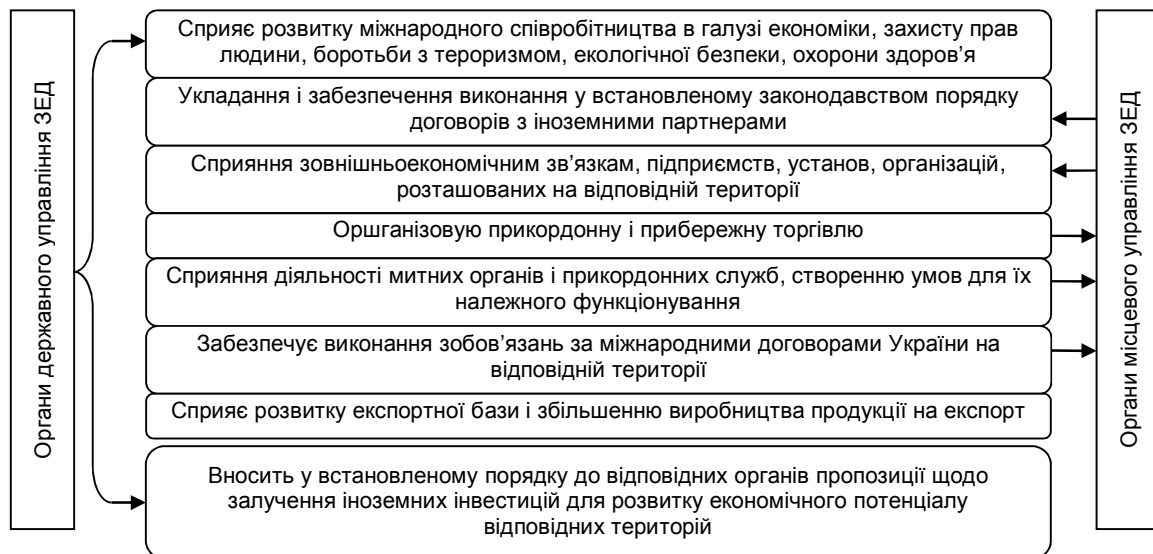 Органи державного управління ЗЕД
Сприяє розвитку міжнародного співробітництва в галузі економіки, захисту прав
людини, боротьби з тероризмом, екологічної безпеки, охорони здоров’я
Укладання і забезпечення виконання у встановленому законодавством порядку
договорів з іноземними партнерами
Сприяння зовнішньоекономічним зв’язкам, підприємств, установ, організацій,
розташованих на відповідній території
Оршганізовую прикордонну і прибережну торгівлю
Сприяння діяльності митних органів і прикордонних служб, створенню умов для їх
належного функціонування
Забезпечує виконання зобов’язань за міжнародними договорами України на
відповідній території
Сприяє розвитку експортної бази і збільшенню виробництва продукції на експорт
Вносить у встановленому порядку до відповідних органів пропозиції щодо
залучення іноземних інвестицій для розвитку економічного потенціалу
відповідних територій
Органи місцевого управління ЗЕД